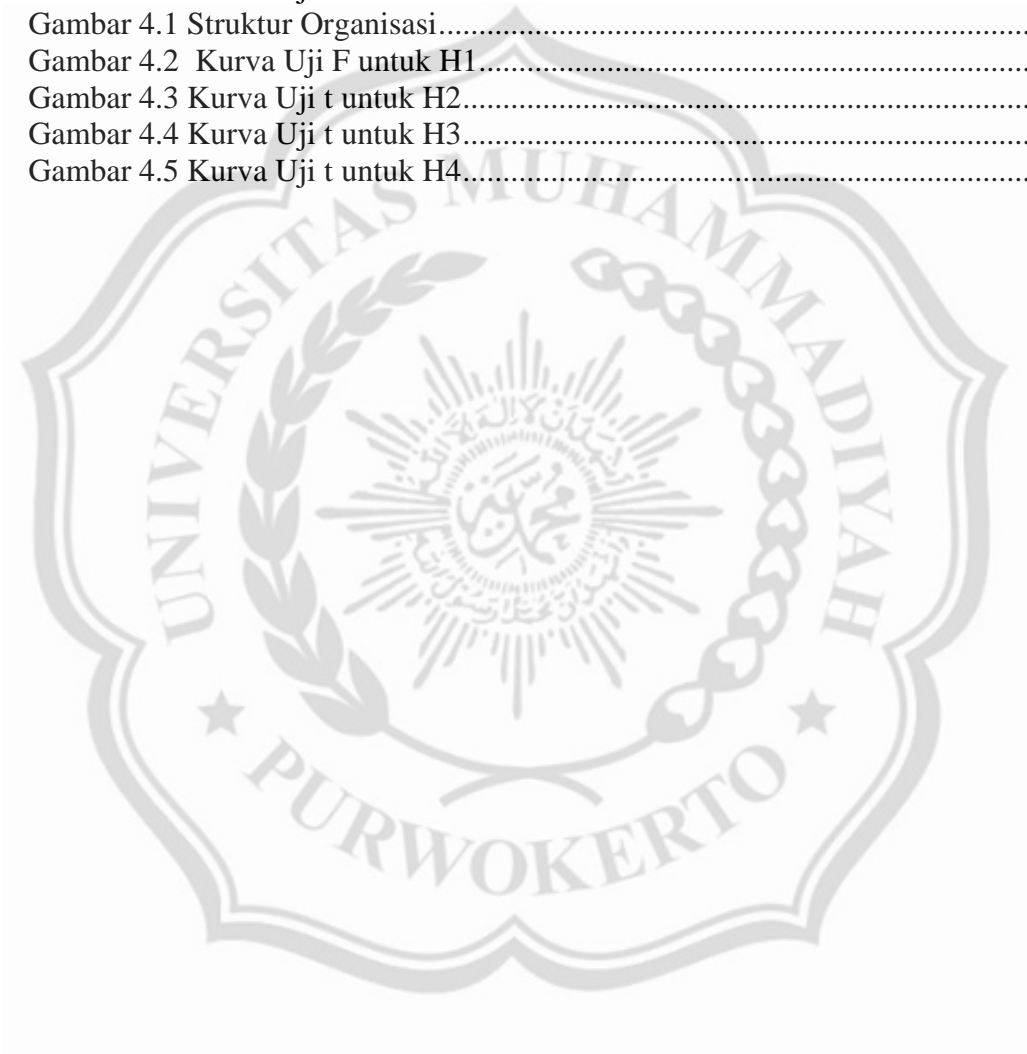 Gambar 4.1 Struktur Organisasi........................................................................
Gambar 4.2  Kurva Uji F untuk H1....................................................................
Gambar 4.3 Kurva Uji t untuk H2......................................................................
Gambar 4.4 Kurva Uji t untuk H3......................................................................
Gambar 4.5 Kurva Uji t untuk H4......................................................................
UNIVERSITAS MUHAMMADIYAH
PURWOKERTO